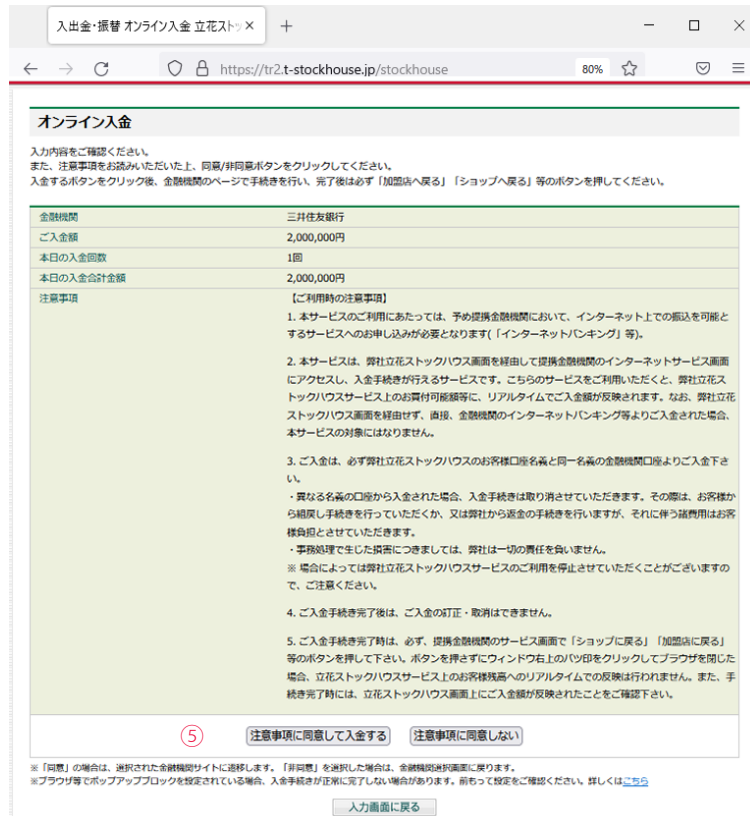 入出金・振替 オンライン入金 立花ストッ
https://tr2.t-stockhouse.jp/stockhouse
80%
オンライン入金
入力内容をご確認ください。
また、注意事項をお読みいただいた上、同意/非同意ボタンをクリックしてください。
入金するボタンをクリック後、金融機関のページで手続きを行い、完了後は必ず「加盟店へ戻る」「ショップへ戻る」等のボタンを押してください。
金融機関 三井住友銀行
ご入金額 2,000,000円
本日の入金回数 1回
本日の入金合計金額 2,000,000円
注意事項 【ご利用時の注意事項】
1. 本サービスのご利用にあたっては、予め提携金融機関において、インターネット上での振込を可能と
するサービスへのお申し込みが必要となります(「インターネットバンキング」等)。
2. 本サービスは、弊社立花ストックハウス画面を経由して提携金融機関のインターネットサービス画面
にアクセスし、入金手続きが行えるサービスです。こちらのサービスをご利用いただくと、弊社立花ス
トックハウスサービス上のお買付可能額等に、リアルタイムでご入金額が反映されます。なお、弊社立花
ストックハウス画面を経由せず、直接、金融機関のインターネットバンキング等よりご入金された場合、
本サービスの対象にはなりません。
3. ご入金は、必ず弊社立花ストックハウスのお客様口座名義と同一名義の金融機関口座よりご入金下さ
い。
・異なる名義の口座から入金された場合、入金手続きは取り消させていただきます。その際は、お客様か
ら組戻し手続きを行っていただくか、又は弊社から返金の手続きを行いますが、それに伴う諸費用はお客
様負担とさせていただきます。
・事務処理で生じた損害につきましては、弊社は一切の責任を負いません。
※ 場合によっては弊社立花ストックハウスサービスのご利用を停止させていただくことがございますの
で、ご注意ください。
4. ご入金手続き完了後は、ご入金の訂正・取消はできません。
5. ご入金手続き完了時は、必ず、提携金融機関のサービス画面で「ショップに戻る」「加盟店に戻る」
等のボタンを押して下さい。ボタンを押さずにウィンドウ右上のバツ印をクリックしてブラウザを閉じた
場合、立花ストックハウスサービス上のお客様残高へのリアルタイムでの反映は行われません。また、手
続き完了時には、立花ストックハウス画面上にご入金額が反映されたことをご確認下さい。
⑤ 注意事項に同意して入金する 注意事項に同意しない
※「同意」の場合は、選択された金融機関サイトに遷移します。「非同意」を選択した場合は、金融機関選択画面に戻ります。
※ブラウザ等でポップアップブロックを設定されている場合、入金手続きが正常に完了しない場合があります。前もって設定をご確認ください。詳しくはこちら
入力画面に戻る